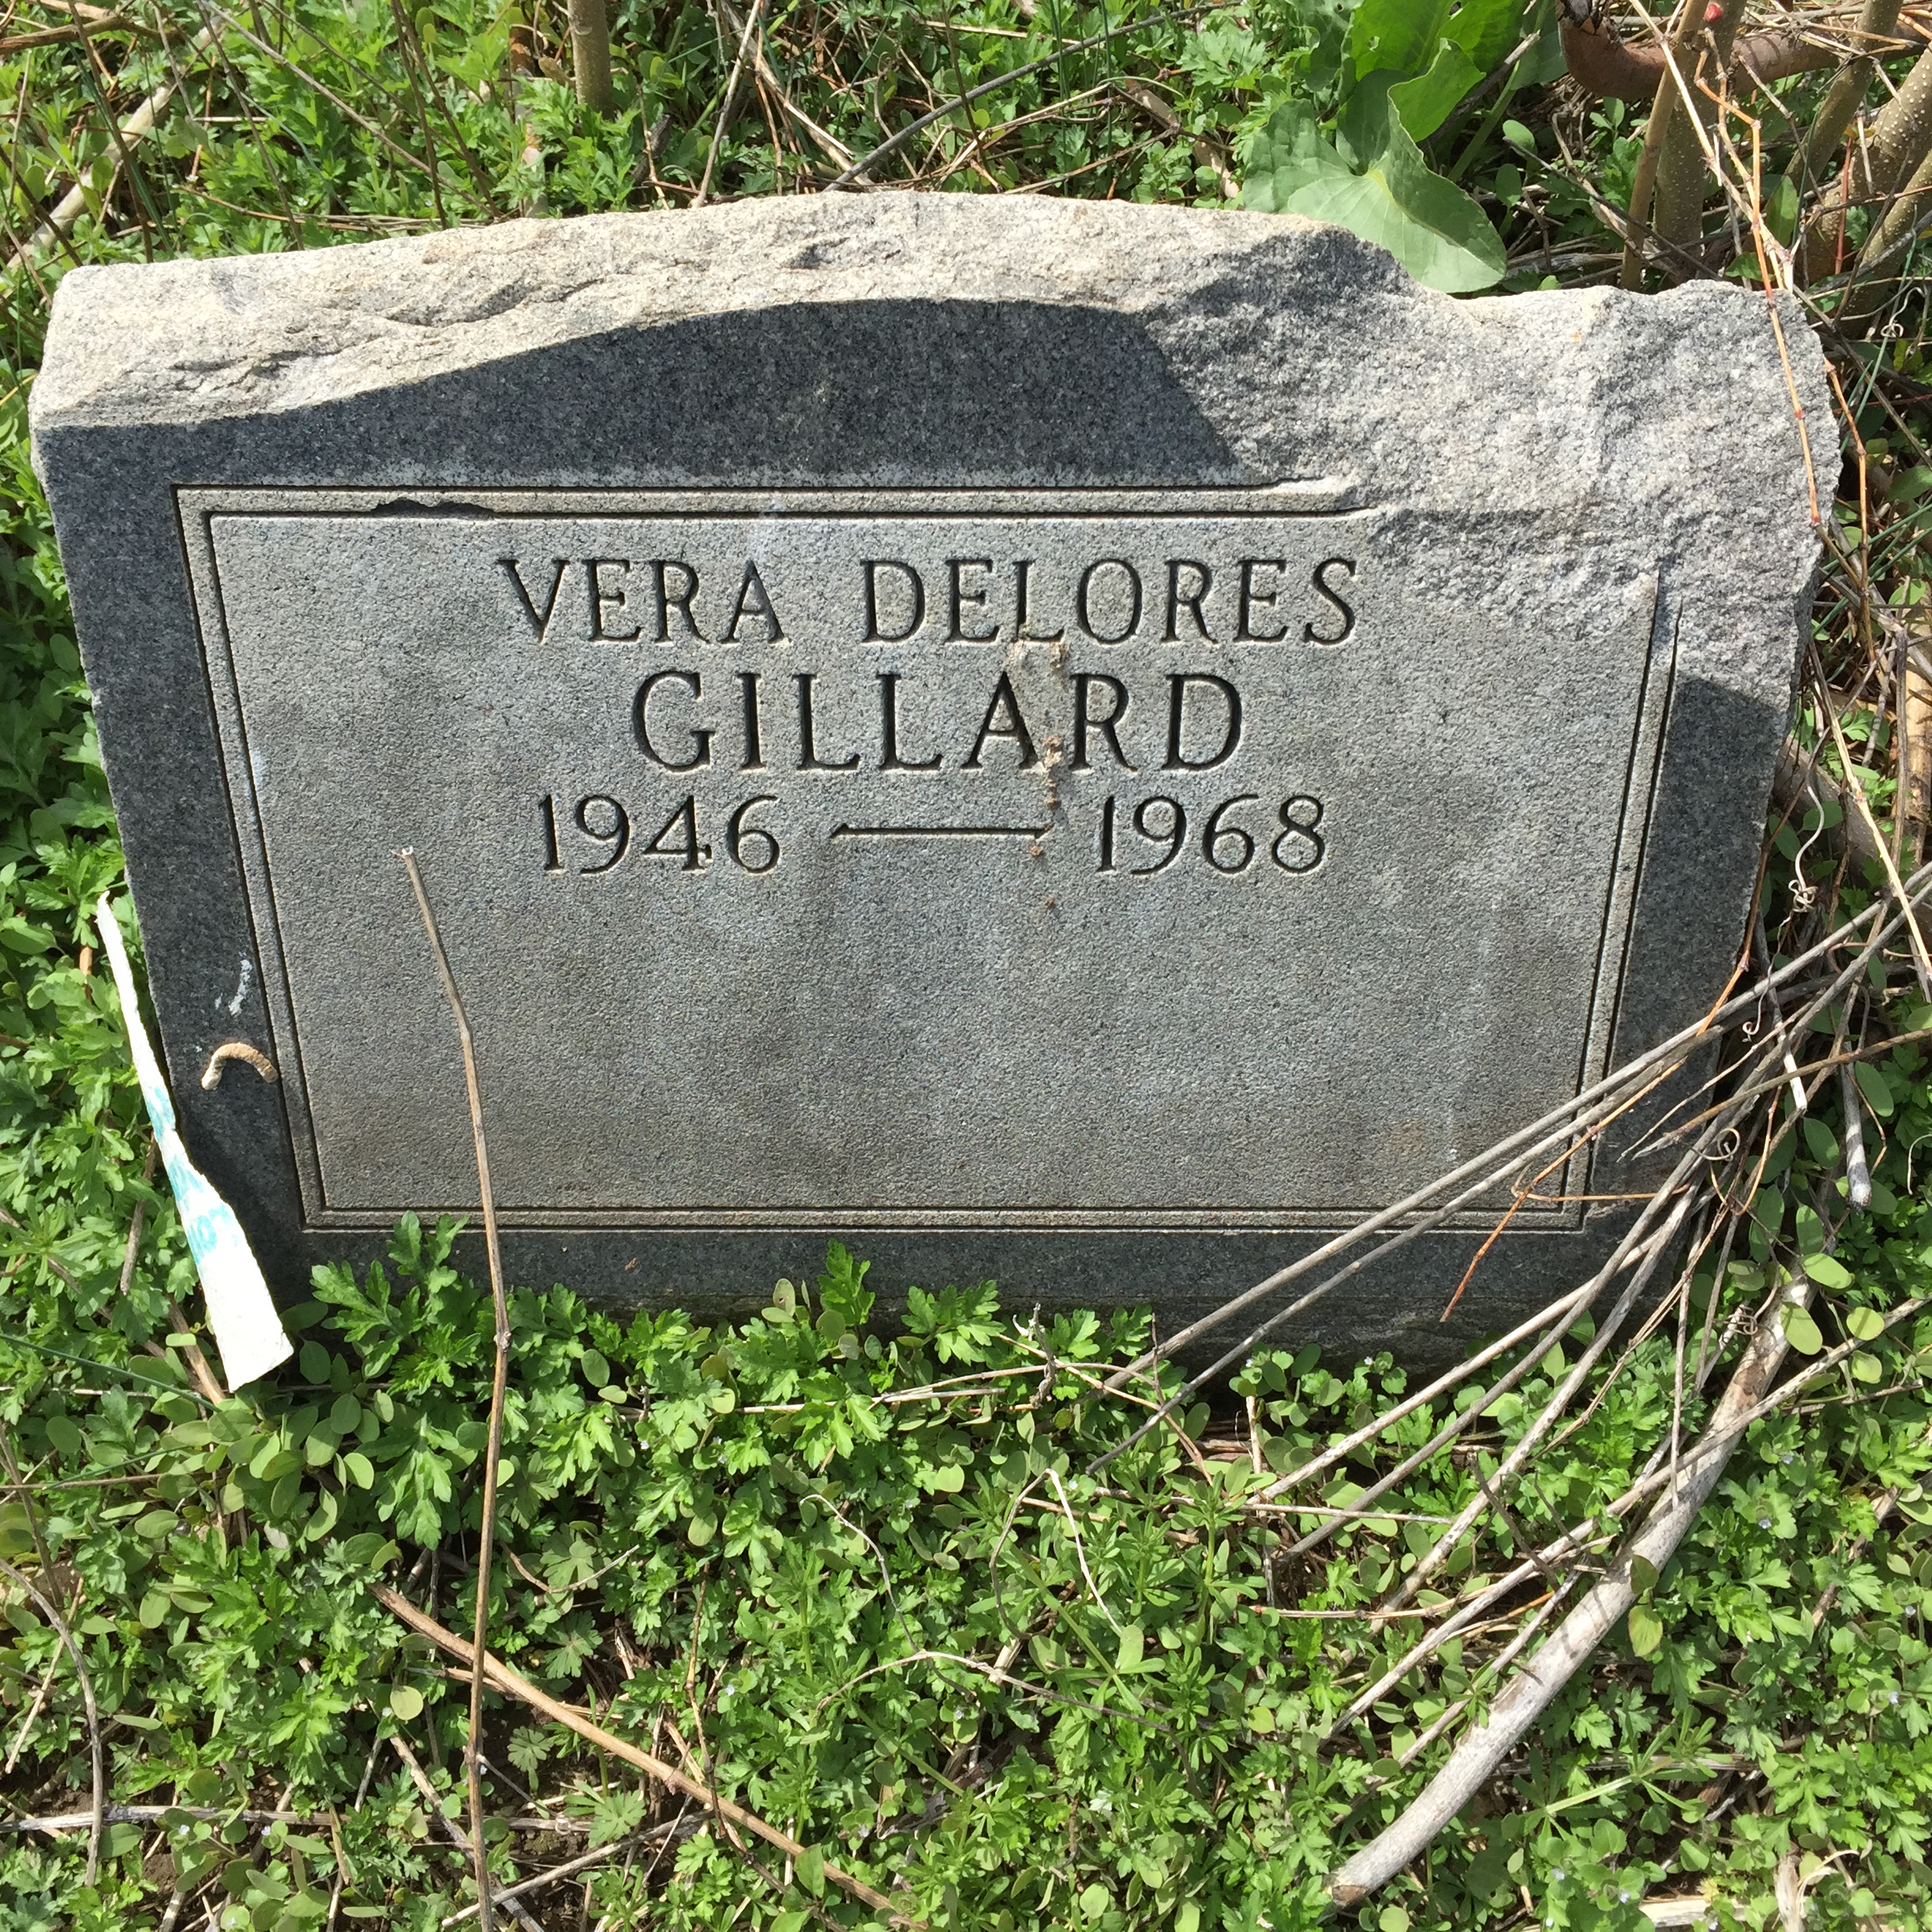 VERA DELORES
GILLARD
1946 — 1968